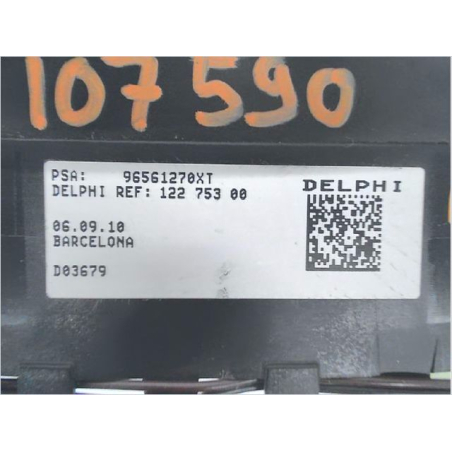 107590
PSA: 96561270XT
DELPHI REF: 122 753 00
DELPHI
06.09.10
BARCELONA
D03679